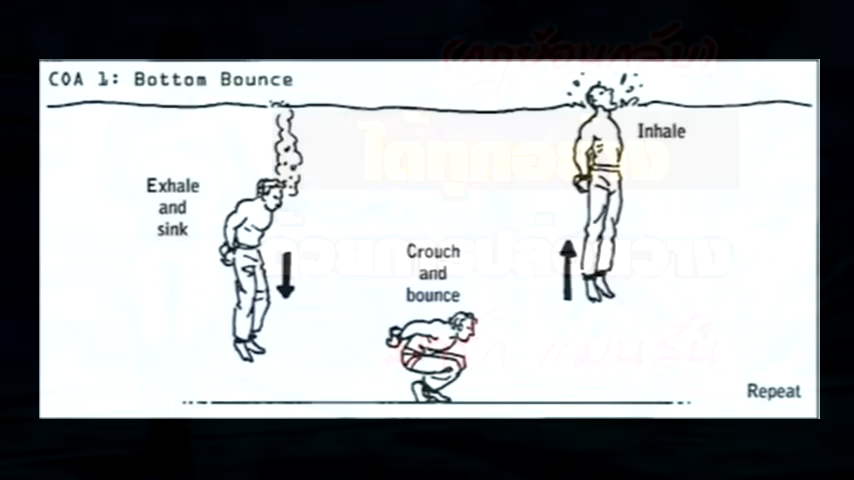 COA 1: Bottom Bounce
Inhale
Exhale
and
sink
Crouch
and
bounce
Repeat